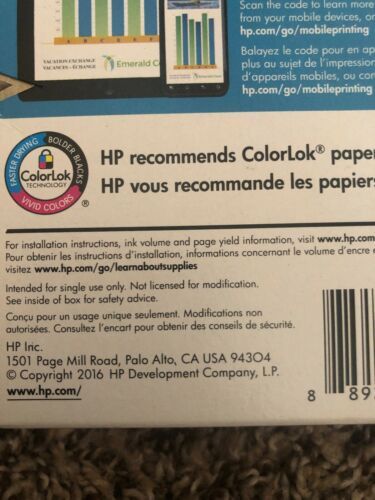 Scan the code to learn more
from your mobile devices, or
hp.com/go/mobileprinting
Balayez le code pour en app
plus au sujet de l'impression
d'appareils mobiles, ou con
hp.com/go/mobileprinting
A B C D E F
VACATION EXCHANGE
VACANCES - ÉCHANGE
Emerald
FASTER DRYING
BOLDER BLACKS
ColorLok
TECHNOLOGY
VIVID COLORS
®
HP recommends ColorLok® paper
HP vous recommande les papiers
For installation instructions, ink volume and page yield information, visit www.hp.com
Pour obtenir les instructions d'installation, informations concernant le volume d'encre e
visitez www.hp.com/go/learnaboutsupplies
Intended for single use only. Not licensed for modification.
See inside of box for safety advice.
Conçu pour un usage unique seulement. Modifications non
autorisées. Consultez l'encart pour obtenir des conseils de sécurité.
HP Inc.
1501 Page Mill Road, Palo Alto, CA USA 94304
© Copyright 2016 HP Development Company, L.P.
www.hp.com/
8 89